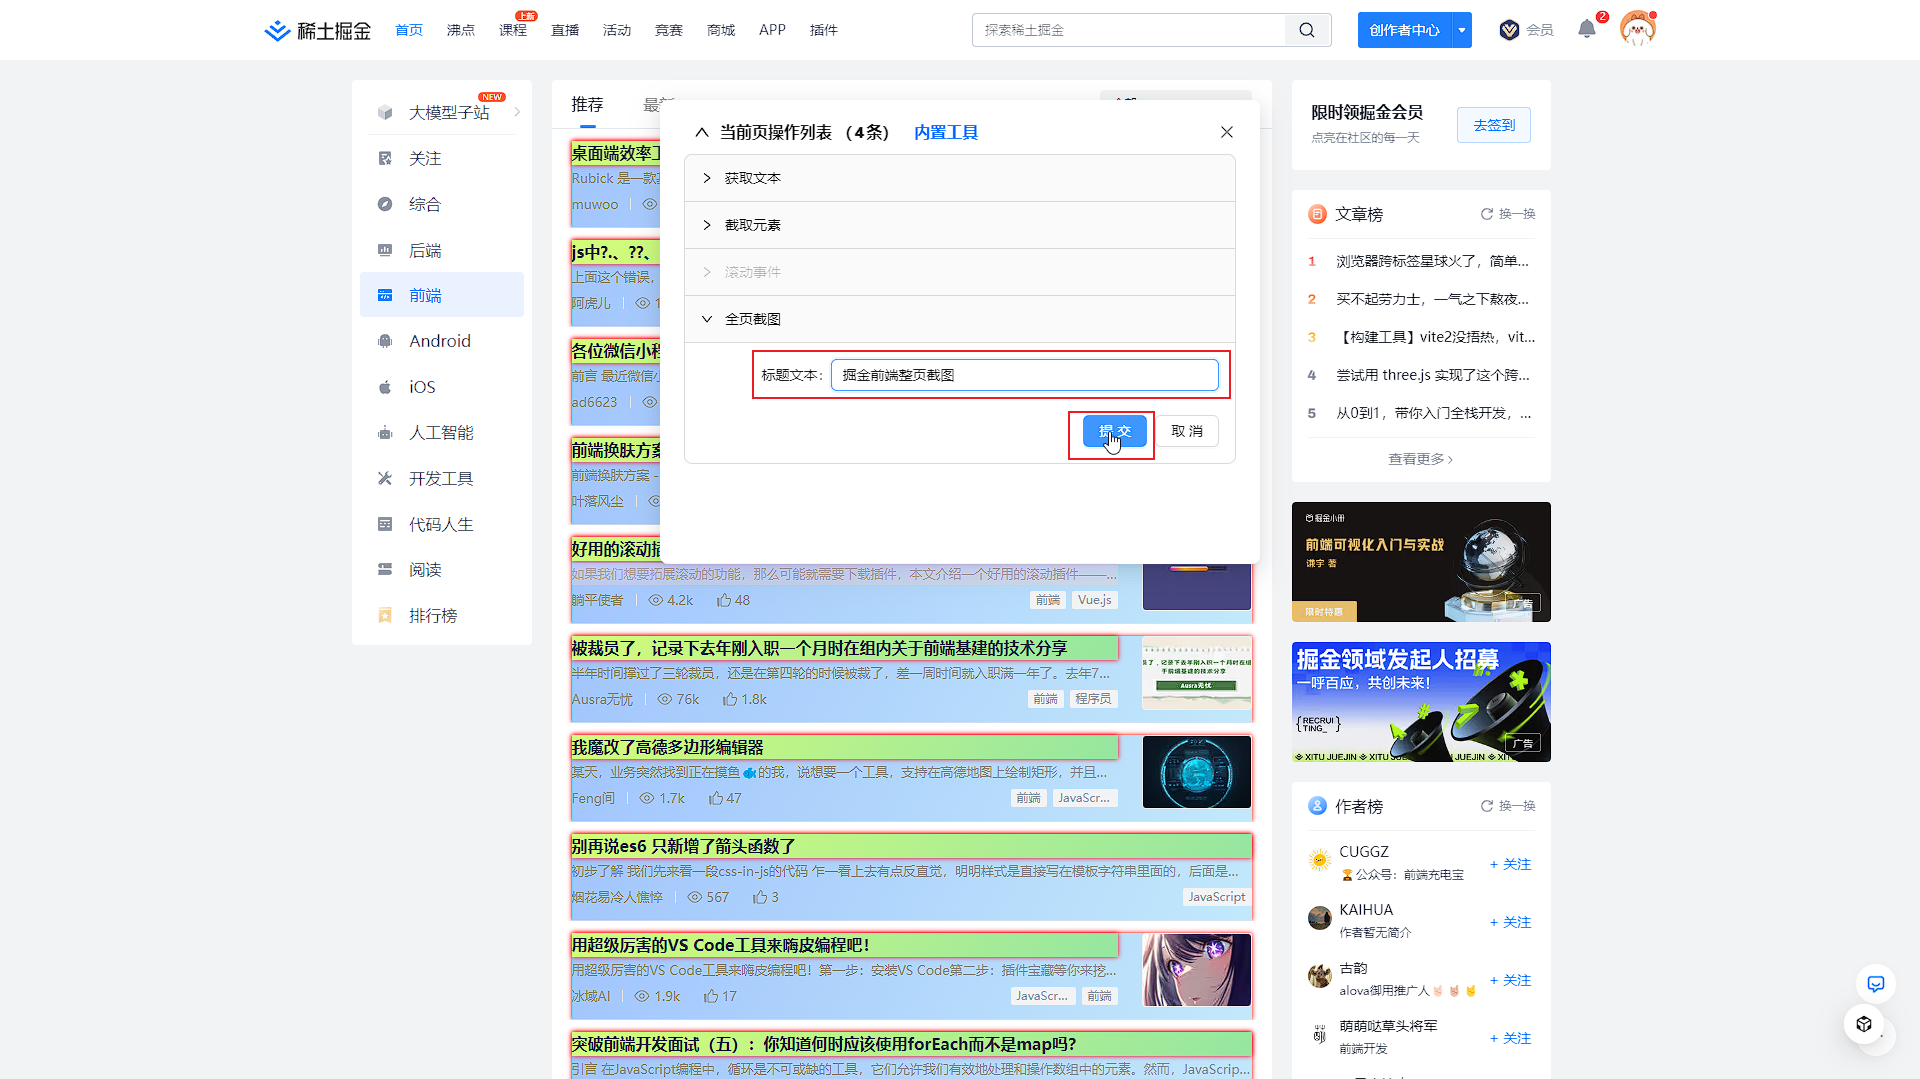 稀土掘金
首页
沸点
课程
上新
直播
活动
竞赛
商城
APP
插件
探索稀土掘金
创作者中心
会员
2
大模型子站
NEW
关注
综合
后端
前端
Android
iOS
人工智能
开发工具
代码人生
阅读
排行榜
推荐
当前页操作列表 （4条）
内置工具
获取文本
截取元素
滚动事件
全页截图
标题文本：
掘金前端整页截图
提 交
取 消
桌面端效率工
Rubick 是一款
muwoo
js中?.、??、
上面这个错误，
阿虎儿
各位微信小程
前言 最近微信小
ad6623
前端换肤方案
前端换肤方案 -
叶落风尘
好用的滚动插
如果我们想要拓展滚动的功能，那么可能就需要下载插件，本文介绍一个好用的滚动插件——...
躺平使者
4.2k
48
前端
Vue.js
被裁员了，记录下去年刚入职一个月时在组内关于前端基建的技术分享
半年时间撑过了三轮裁员，还是在第四轮的时候被裁了，差一周时间就入职满一年了。去年7...
Ausra无忧
76k
1.8k
前端
程序员
Ausra无忧
我魔改了高德多边形编辑器
某天，业务突然找到正在摸鱼🐟的我，说想要一个工具，支持在高德地图上绘制矩形，并且...
Feng间
1.7k
47
前端
JavaScr...
别再说es6 只新增了箭头函数了
初步了解 我们先来看一段css-in-js的代码 乍一看上去有点反直觉，明明样式是直接写在模板字符串里面的，后面是...
烟花易冷人憔悴
567
3
JavaScript
用超级厉害的VS Code工具来嗨皮编程吧！
用超级厉害的VS Code工具来嗨皮编程吧！第一步：安装VS Code第二步：插件宝藏等你来挖...
冰域AI
1.9k
17
JavaScr...
前端
突破前端开发面试（五）：你知道何时应该使用forEach而不是map吗？
引言 在JavaScript编程中，循环是不可或缺的工具，它们允许我们有效地处理和操作数组中的元素。然而，JavaScrip...
限时领掘金会员
点亮在社区的每一天
去签到
文章榜
换一换
1 浏览器跨标签星球火了，简单...
2 买不起劳力士，一气之下熬夜...
3 【构建工具】vite2没捂热，vit...
4 尝试用 three.js 实现了这个跨...
5 从0到1，带你入门全栈开发，...
查看更多
掘金小册
前端可视化入门与实战
谦宇 著
限时特惠
广告
掘金领域发起人招募
一呼百应，共创未来！
RECRUI
TING_
广告
XITU JUEJIN XITU JUEJIN XITU
作者榜
换一换
CUGGZ
公众号：前端充电宝
+ 关注
KAIHUA
作者暂无简介
+ 关注
古韵
alova御用推广人
+ 关注
萌萌哒草头将军
前端开发
+ 关注